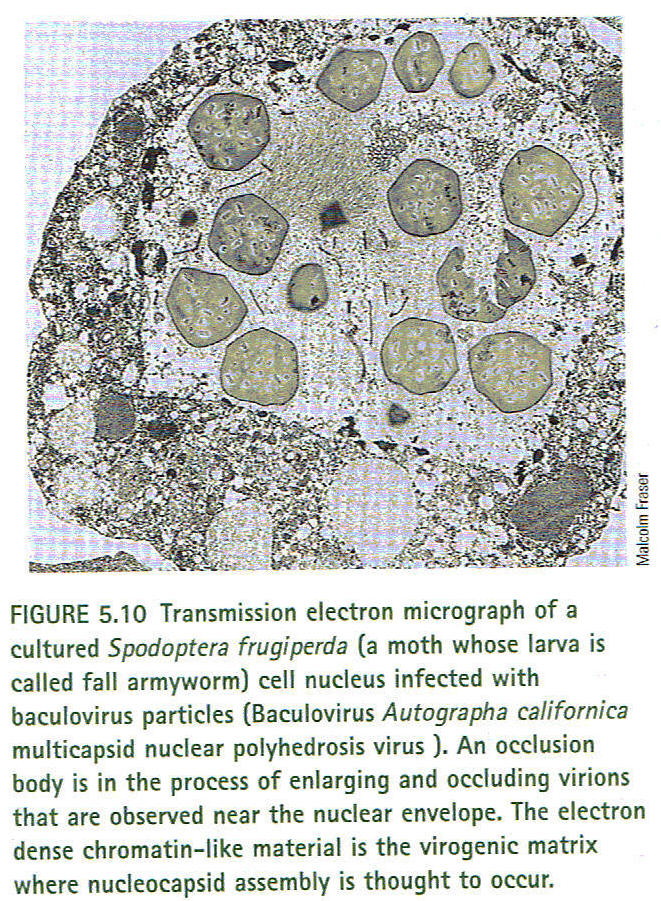 Malcolm Fraser
FIGURE 5.10 Transmission electron micrograph of a
cultured Spodoptera frugiperda (a moth whose larva is
called fall armyworm) cell nucleus infected with
baculovirus particles (Baculovirus Autographa californica
multicapsid nuclear polyhedrosis virus ). An occlusion
body is in the process of enlarging and occluding virions
that are observed near the nuclear envelope. The electron
dense chromatin-like material is the virogenic matrix
where nucleocapsid assembly is thought to occur.